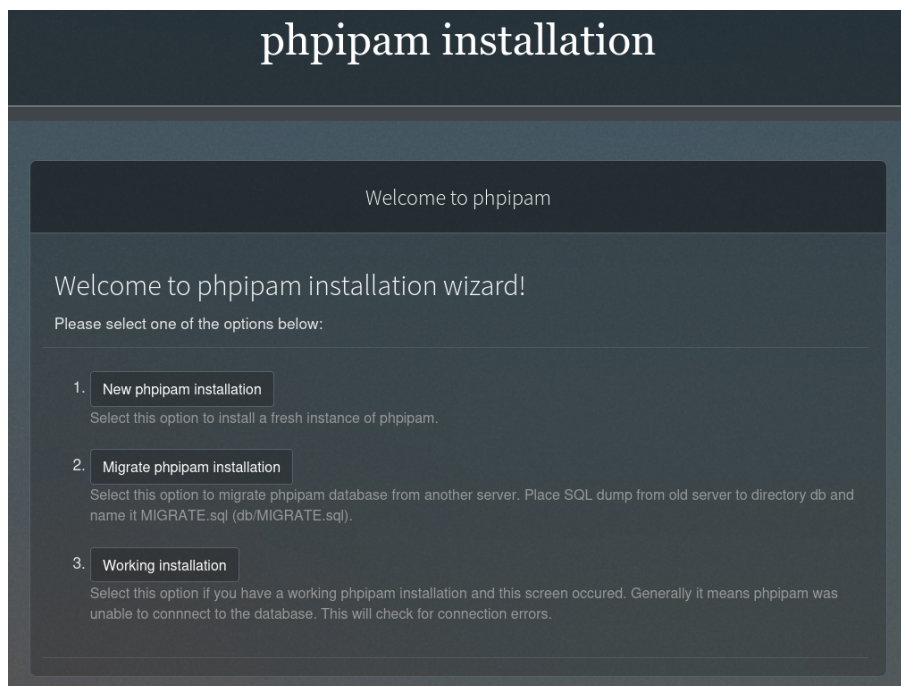 phpipam installation
Welcome to phpipam
Welcome to phpipam installation wizard!
Please select one of the options below:
1. New phpipam installation
Select this option to install a fresh instance of phpipam.
2. Migrate phpipam installation
Select this option to migrate phpipam database from another server. Place SQL dump from old server to directory db and
name it MIGRATE.sql (db/MIGRATE.sql).
3. Working installation
Select this option if you have a working phpipam installation and this screen occured. Generally it means phpipam was
unable to connnect to the database. This will check for connection errors.